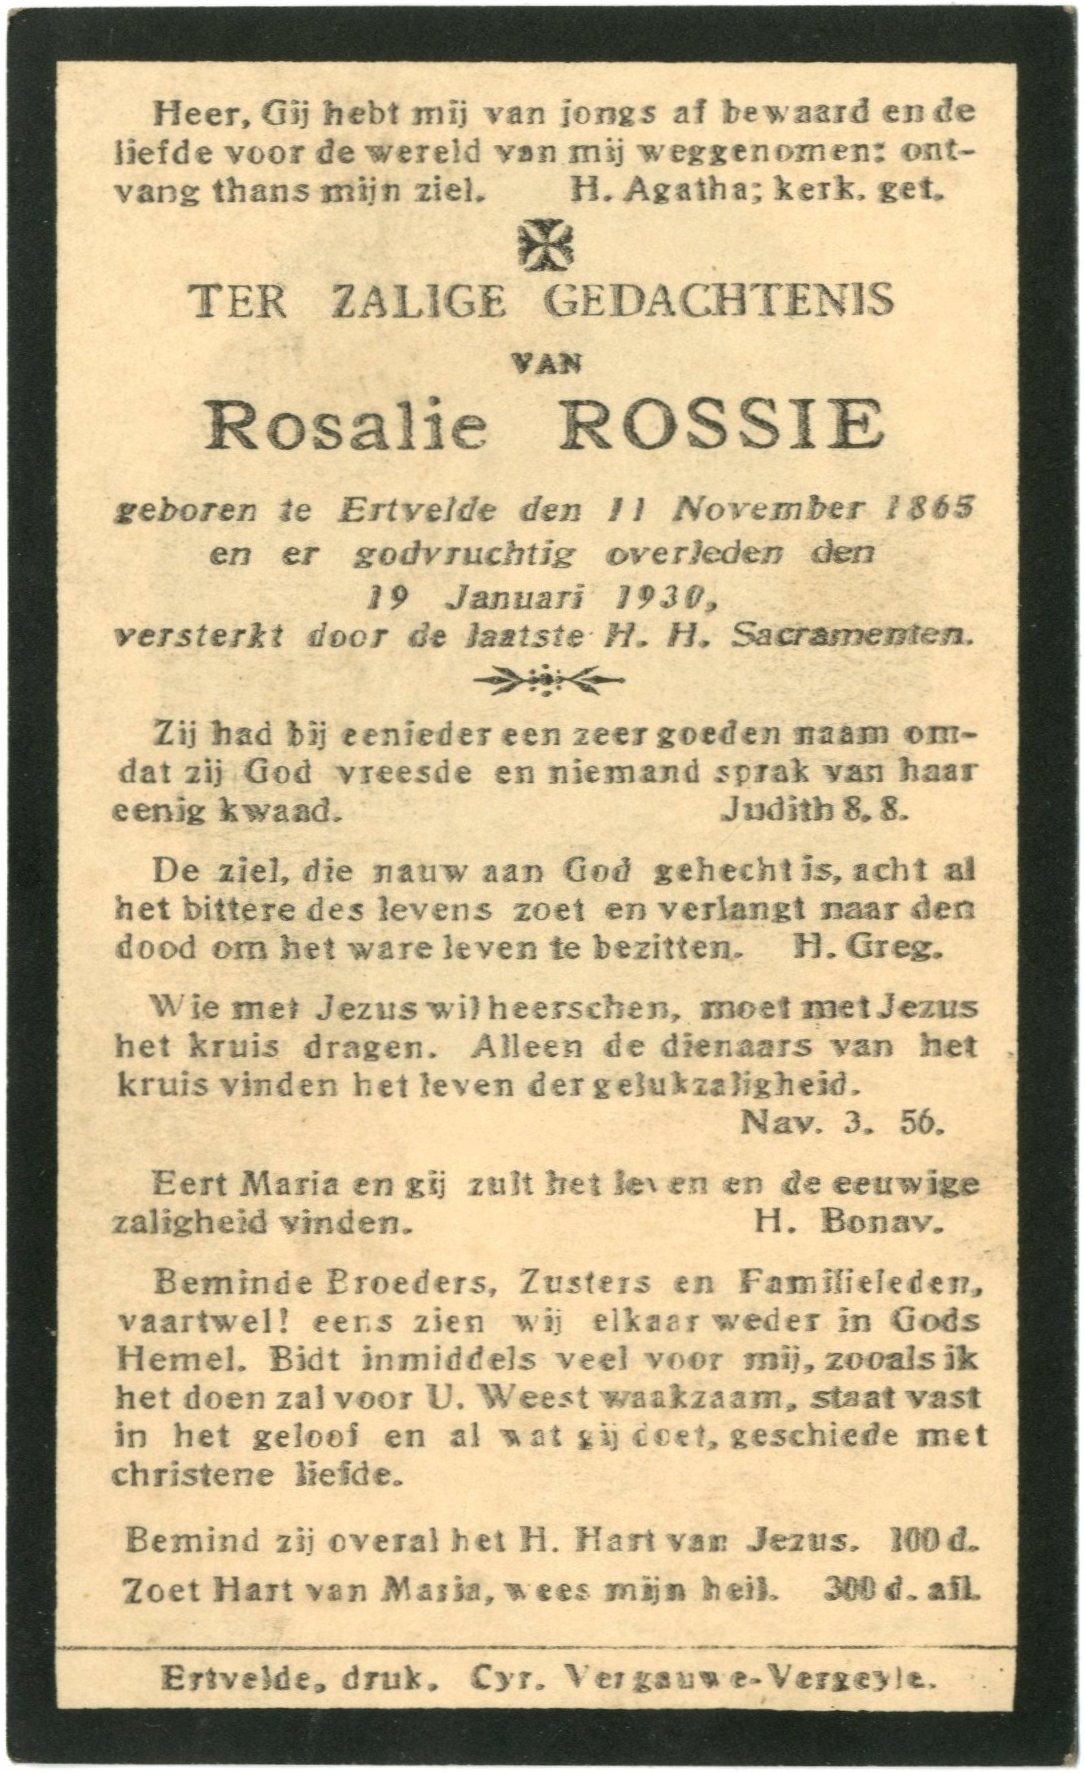 Heer, Gij hebt mij van jongs af bewaard en de
liefde voor de wereld van mij weggenomen: ont-
vang thans mijn ziel. H. Agatha; kerk. get.
TER ZALIGE GEDACHTENIS
VAN
Rosalie ROSSIE
geboren te Ertvelde den 11 November 1865
en er godvruchtig overleden den
19 Januari 1930,
versterkt door de laatste H. H. Sacramenten.
Zij had bij eenieder een zeer goeden naam om-
dat zij God vreesde en niemand sprak van haar
eenig kwaad. Judith 8. 8.
De ziel, die nauw aan God gehecht is, acht al
het bittere des levens zoet en verlangt naar den
dood om het ware leven te bezitten. H. Greg.
Wie met Jezus wil heerschen, moet met Jezus
het kruis dragen. Alleen de dienaars van het
kruis vinden het leven der gelukzaligheid.
Nav. 3. 56.
Eert Maria en gij zult het leven en de eeuwige
zaligheid vinden. H. Bonav.
Beminde Broeders, Zusters en Familieleden,
vaartwel! eens zien wij elkaar weder in Gods
Hemel. Bidt inmiddels veel voor mij, zooals ik
het doen zal voor U. Weest waakzaam, staat vast
in het geloof en al wat gij doet, geschiede met
christene liefde.
Bemind zij overal het H. Hart van Jezus. 100 d.
Zoet Hart van Maria, wees mijn heil. 300 d. afl.
Ertvelde, druk. Cyr. Vergauwe-Vergeyle.